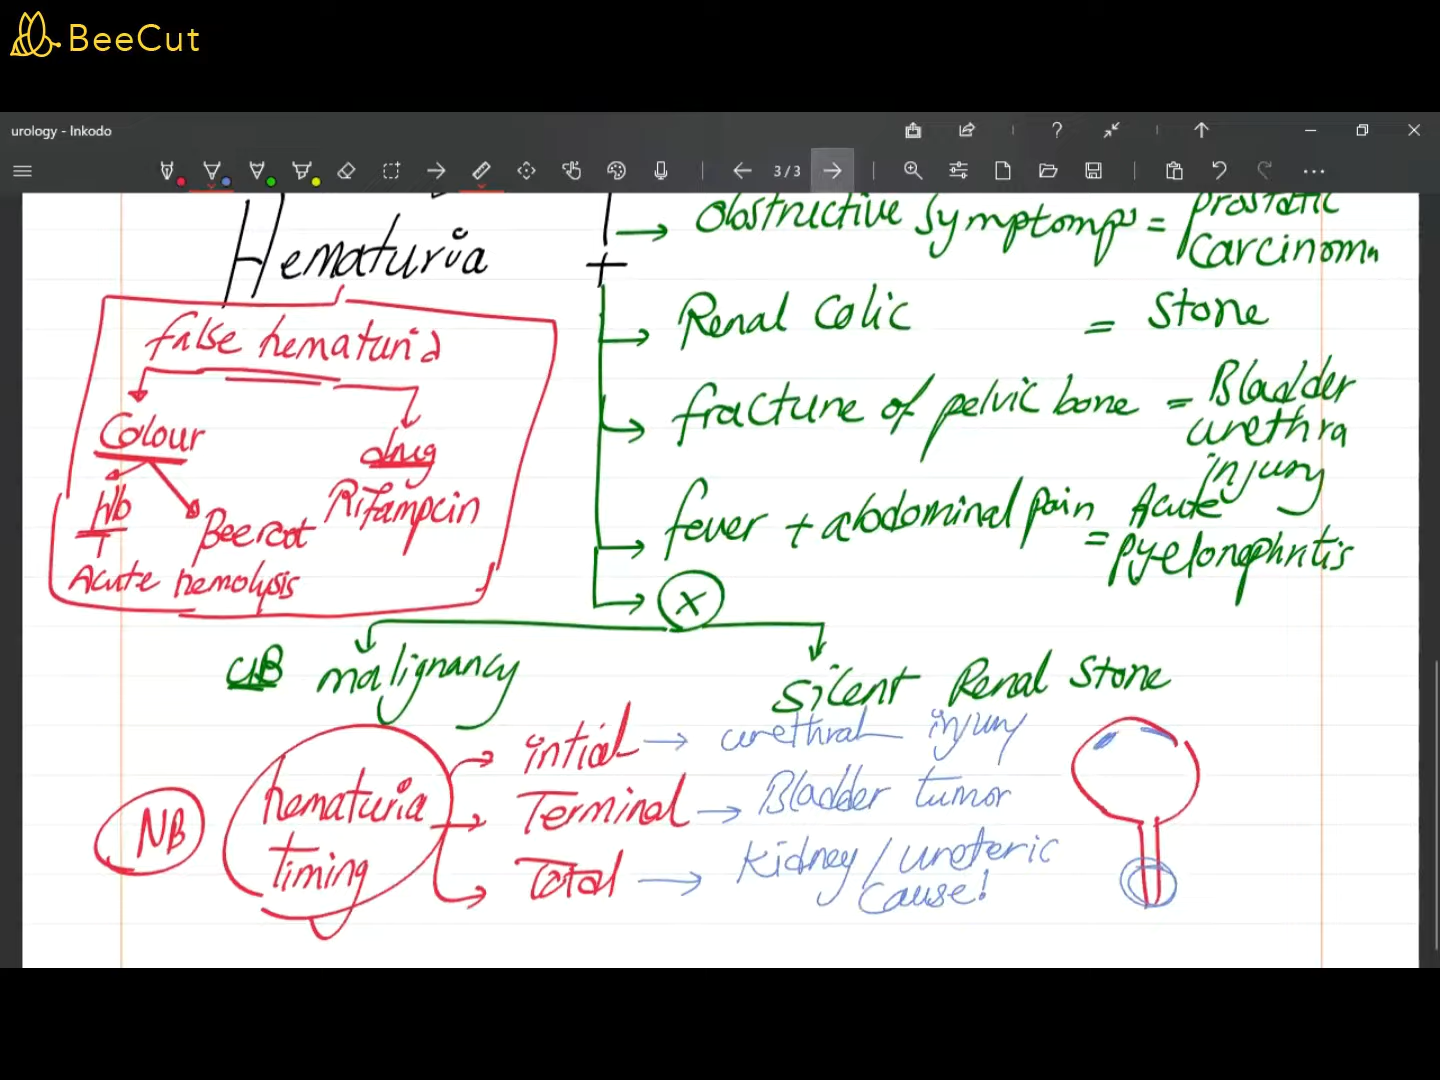 BeeCut
urology - Inkodo
3/3
Obstructive Symptomps = prostatic
Carcinoma
Hematuria +
Renal Colic = Stone
false hematuria
fracture of pelvic bone = Bladder
urethra
injury
Colour
drug
Hb
Beeroot
Rifampcin
fever + abdominal pain = Acute
pyelonephritis
Acute hemolysis
X
UB malignancy
Silent Renal Stone
NB
hematuria
timing
intial → urethral injury
Terminal → Bladder tumor
Total → Kidney / ureteric
Cause!